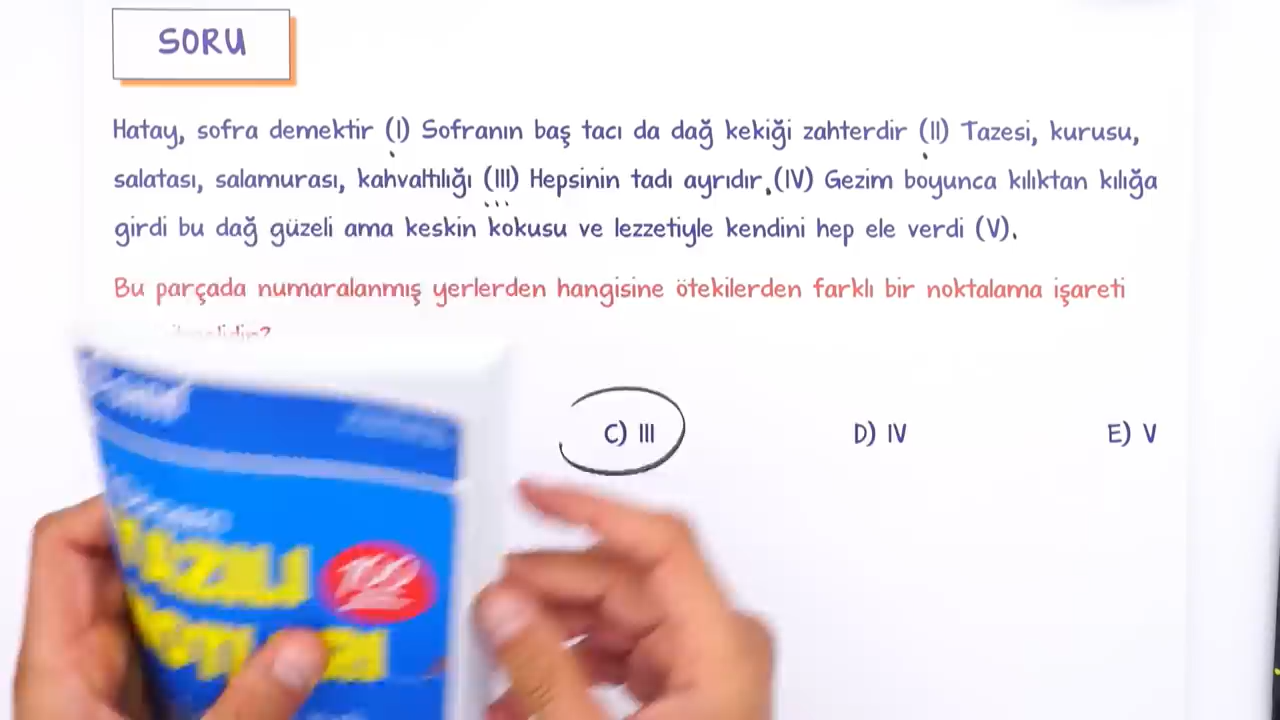 SORU
Hatay, sofra demektir (I) Sofranın baş tacı da dağ kekiği zahterdir (II) Tazesi, kurusu,
salatası, salamurası, kahvaltılığı (III) Hepsinin tadı ayrıdır.(IV) Gezim boyunca kılıktan kılığa
girdi bu dağ güzeli ama keskin kokusu ve lezzetiyle kendini hep ele verdi (V).
Bu parçada numaralanmış yerlerden hangisine ötekilerden farklı bir noktalama işareti
C) III
D) IV
E) V
100